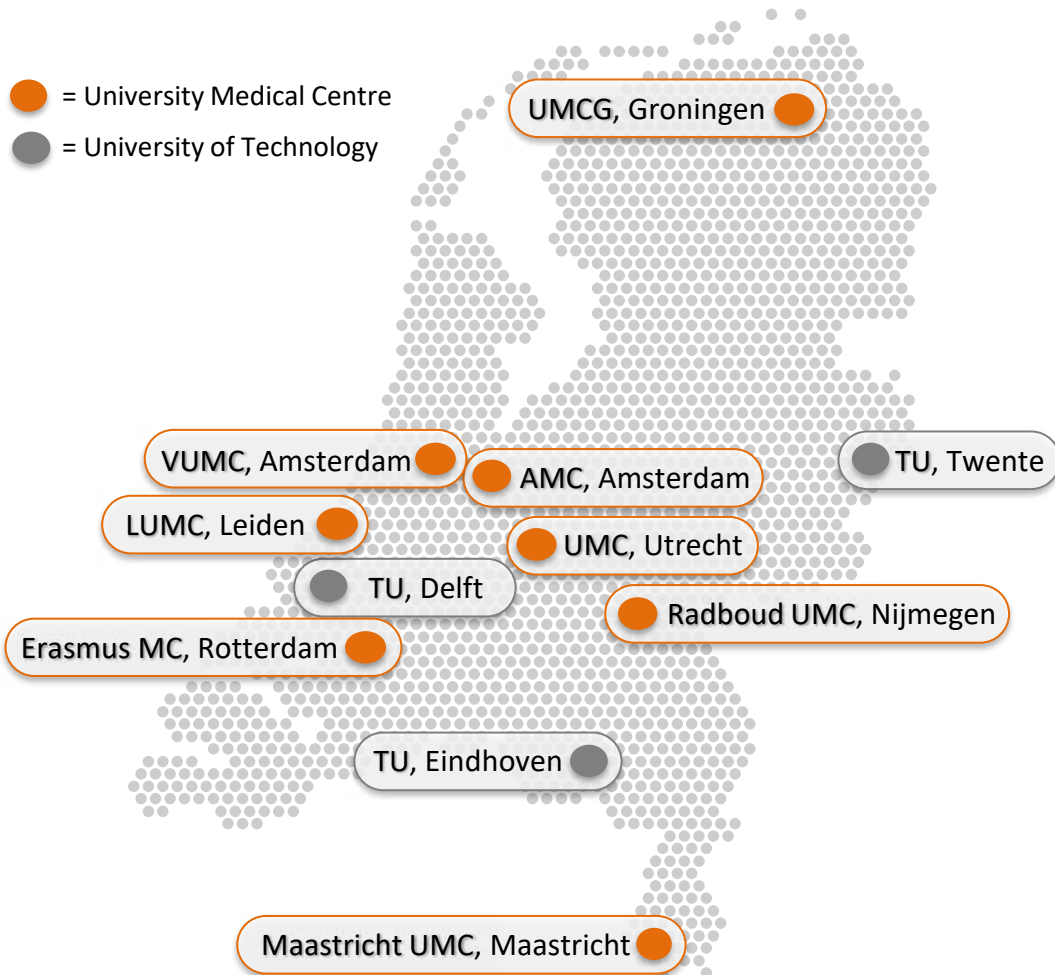 = University Medical Centre
= University of Technology
UMCG, Groningen
VUMC, Amsterdam
AMC, Amsterdam
TU, Twente
LUMC, Leiden
UMC, Utrecht
TU, Delft
Radboud UMC, Nijmegen
Erasmus MC, Rotterdam
TU, Eindhoven
Maastricht UMC, Maastricht